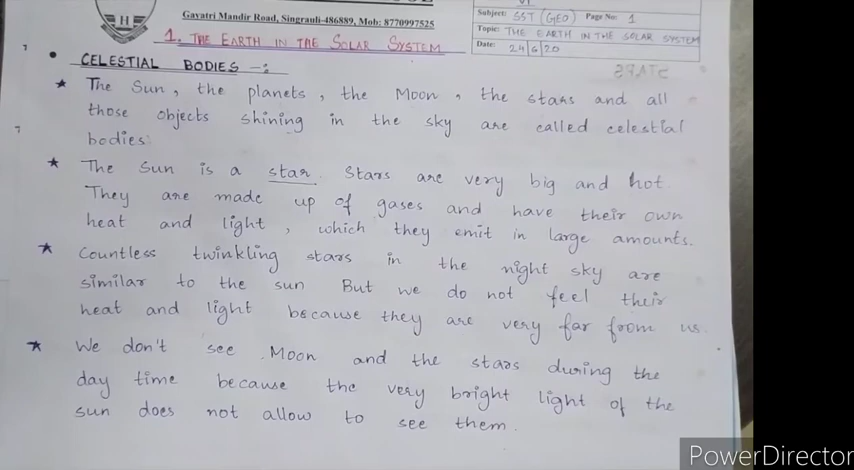 Gayatri Mandir Road, Singrauli-486889, Mob: 8770997525
H
Subject: SST (GEO) Page No: 1
Topic: THE EARTH IN THE SOLAR SYSTEM
Date: 24/6/20
1. THE EARTH IN THE SOLAR SYSTEM
• CELESTIAL BODIES -:
★ The Sun, the planets, the Moon, the stars and all
those objects shining in the sky are called celestial
bodies.
★ The Sun is a star. Stars are very big and hot.
They are made up of gases and have their own
heat and light, which they emit in large amounts.
★ Countless twinkling stars in the night sky are
similar to the sun But we do not feel their
heat and light because they are very far from us.
★ We don't see Moon and the stars during the
day time because the very bright light of the
sun does not allow to see them.
PowerDirector